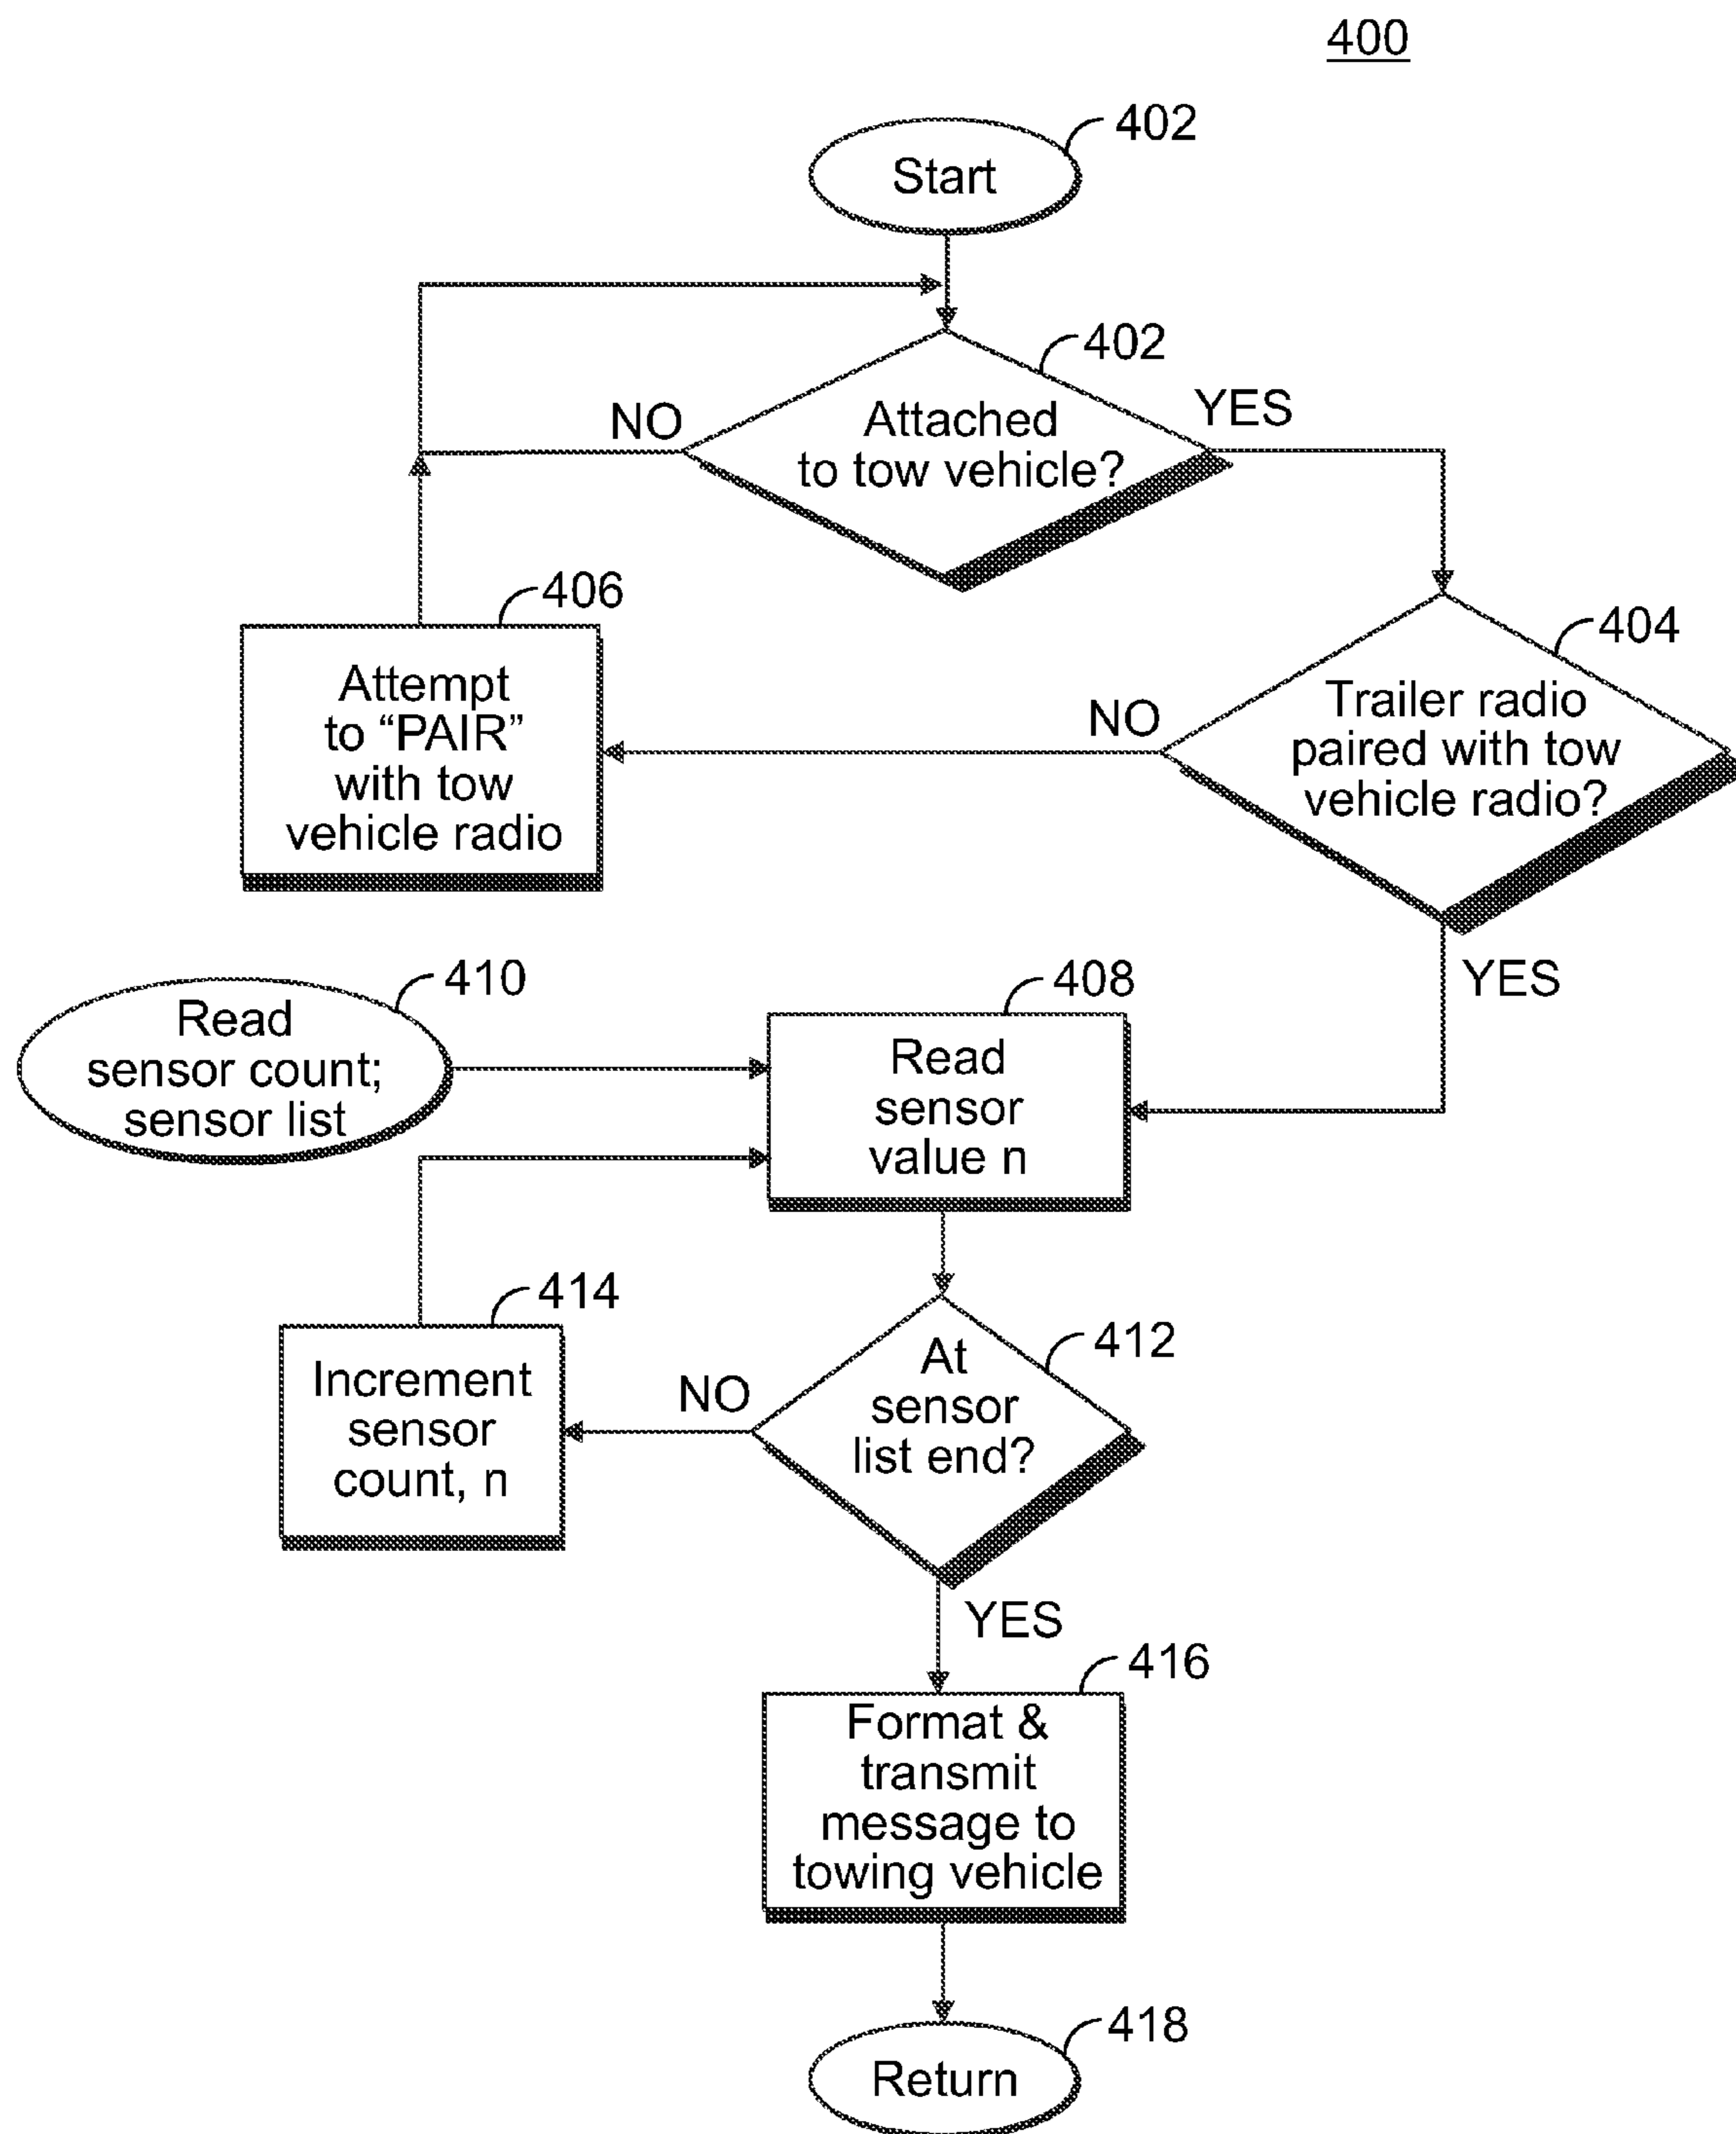 400
402
Start
402
Attached
to tow vehicle?
NO
YES
406
Attempt
to “PAIR”
with tow
vehicle radio
404
Trailer radio
paired with tow
vehicle radio?
NO
YES
410
Read
sensor count;
sensor list
408
Read
sensor
value n
414
Increment
sensor
count, n
412
At
sensor
list end?
NO
YES
416
Format &
transmit
message to
towing vehicle
418
Return